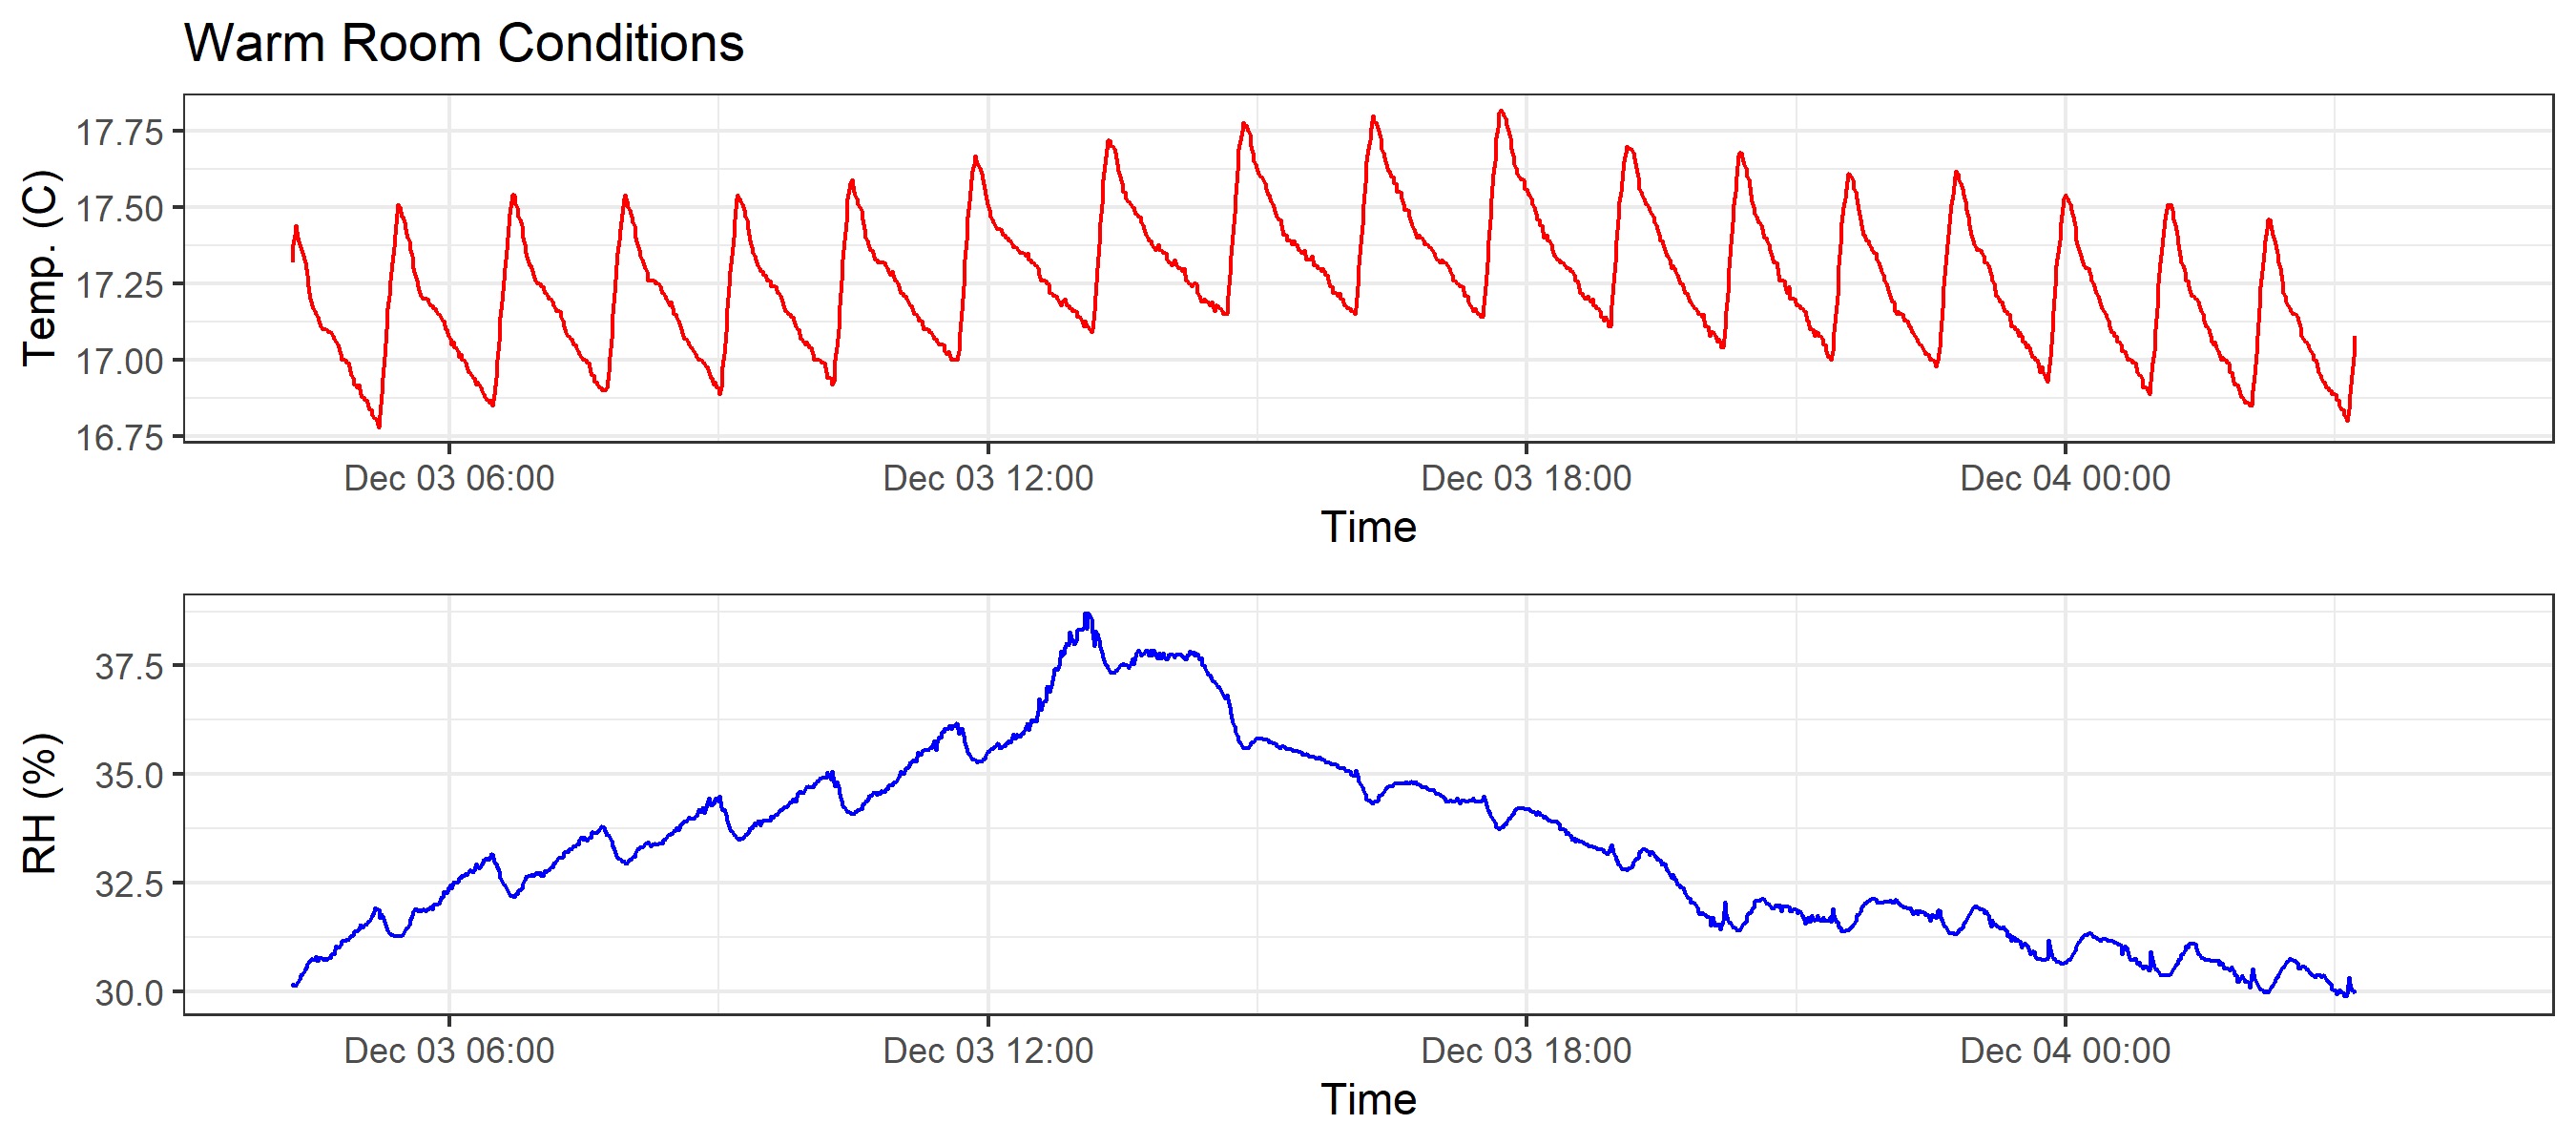 Warm Room Conditions
Temp. (C)
17.75
17.50
17.25
17.00
16.75
Dec 03 06:00 Dec 03 12:00 Dec 03 18:00 Dec 04 00:00
Time
RH (%)
37.5
35.0
32.5
30.0
Dec 03 06:00 Dec 03 12:00 Dec 03 18:00 Dec 04 00:00
Time